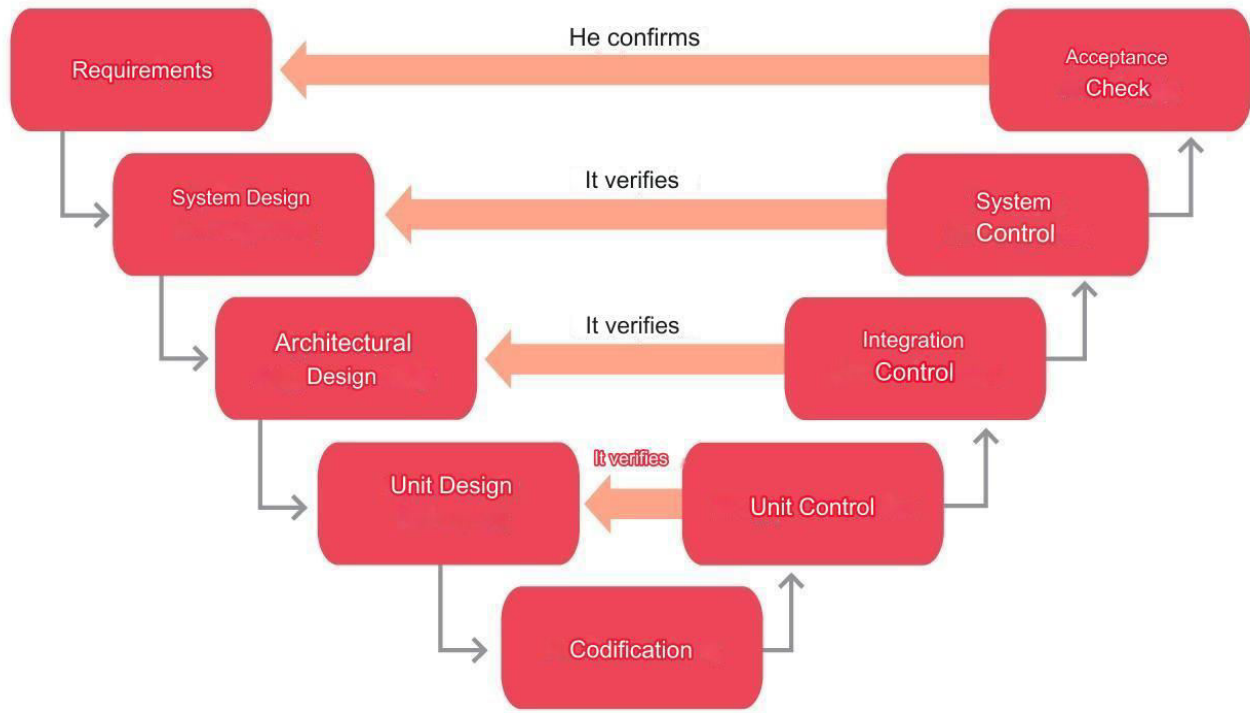 He confirms
Requirements
Acceptance
Check
It verifies
System Design
System
Control
It verifies
Architectural
Design
Integration
Control
It verifies
Unit Design
Unit Control
Codification